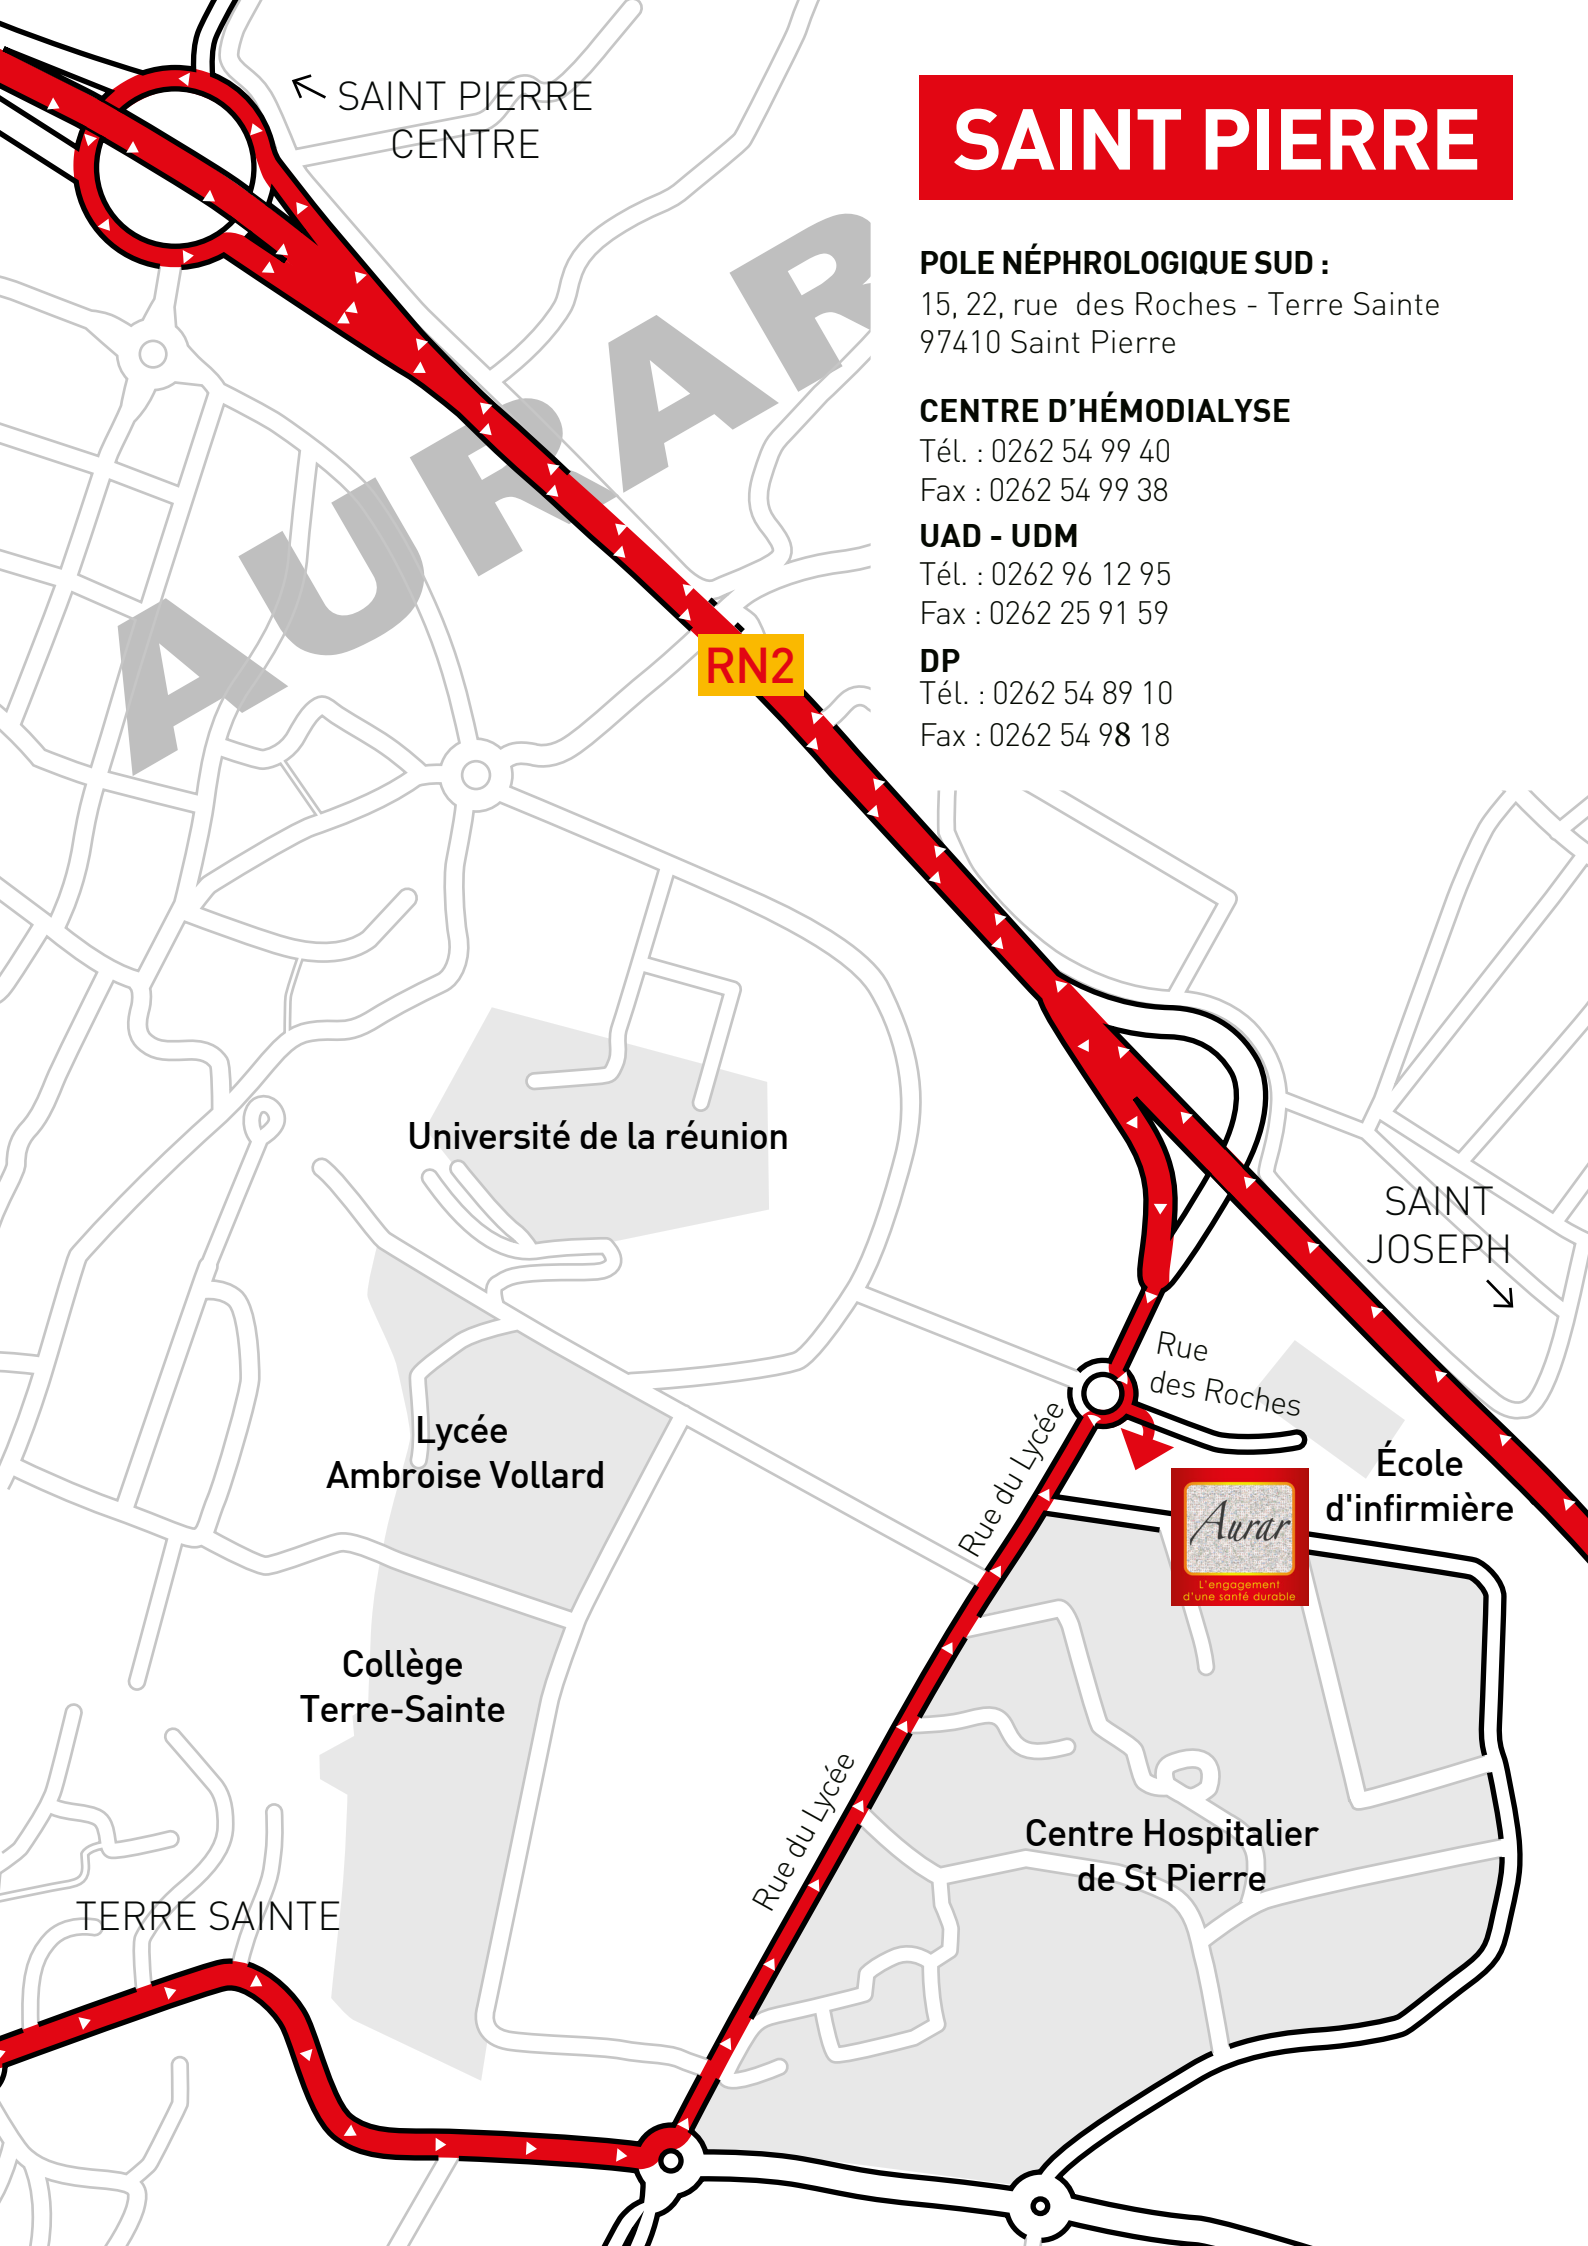 SAINT PIERRE
CENTRE
SAINT PIERRE
POLE NÉPHROLOGIQUE SUD :
15, 22, rue des Roches - Terre Sainte
97410 Saint Pierre
CENTRE D’HÉMODIALYSE
Tél. : 0262 54 99 40
Fax : 0262 54 99 38
UAD - UDM
Tél. : 0262 96 12 95
Fax : 0262 25 91 59
DP
Tél. : 0262 54 89 10
Fax : 0262 54 98 18
AURAR
RN2
Université de la réunion
SAINT
JOSEPH
Rue
des Roches
Rue du Lycée
Lycée
Ambroise Vollard
École
d'infirmière
Aurar
L'engagement
d'une santé durable
Collège
Terre-Sainte
Rue du Lycée
Centre Hospitalier
de St Pierre
TERRE SAINTE